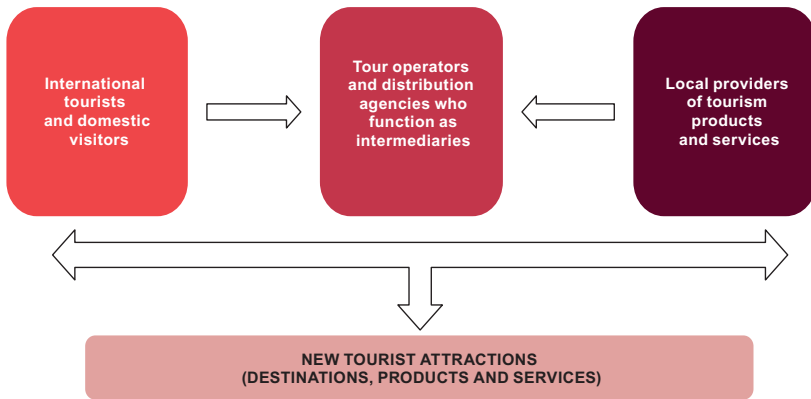 International
tourists
and domestic
visitors
Tour operators
and distribution
agencies who
function as
intermediaries
Local providers
of tourism
products
and services
NEW TOURIST ATTRACTIONS
(DESTINATIONS, PRODUCTS AND SERVICES)